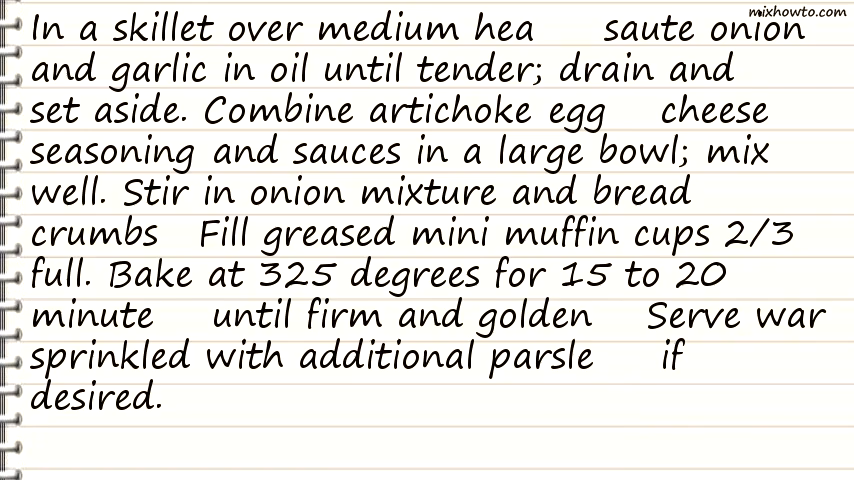 mixhowto.com
In a skillet over medium hea saute onion
and garlic in oil until tender; drain and
set aside. Combine artichoke egg cheese
seasoning and sauces in a large bowl; mix
well. Stir in onion mixture and bread
crumbs Fill greased mini muffin cups 2/3
full. Bake at 325 degrees for 15 to 20
minute until firm and golden Serve war
sprinkled with additional parsle if
desired.